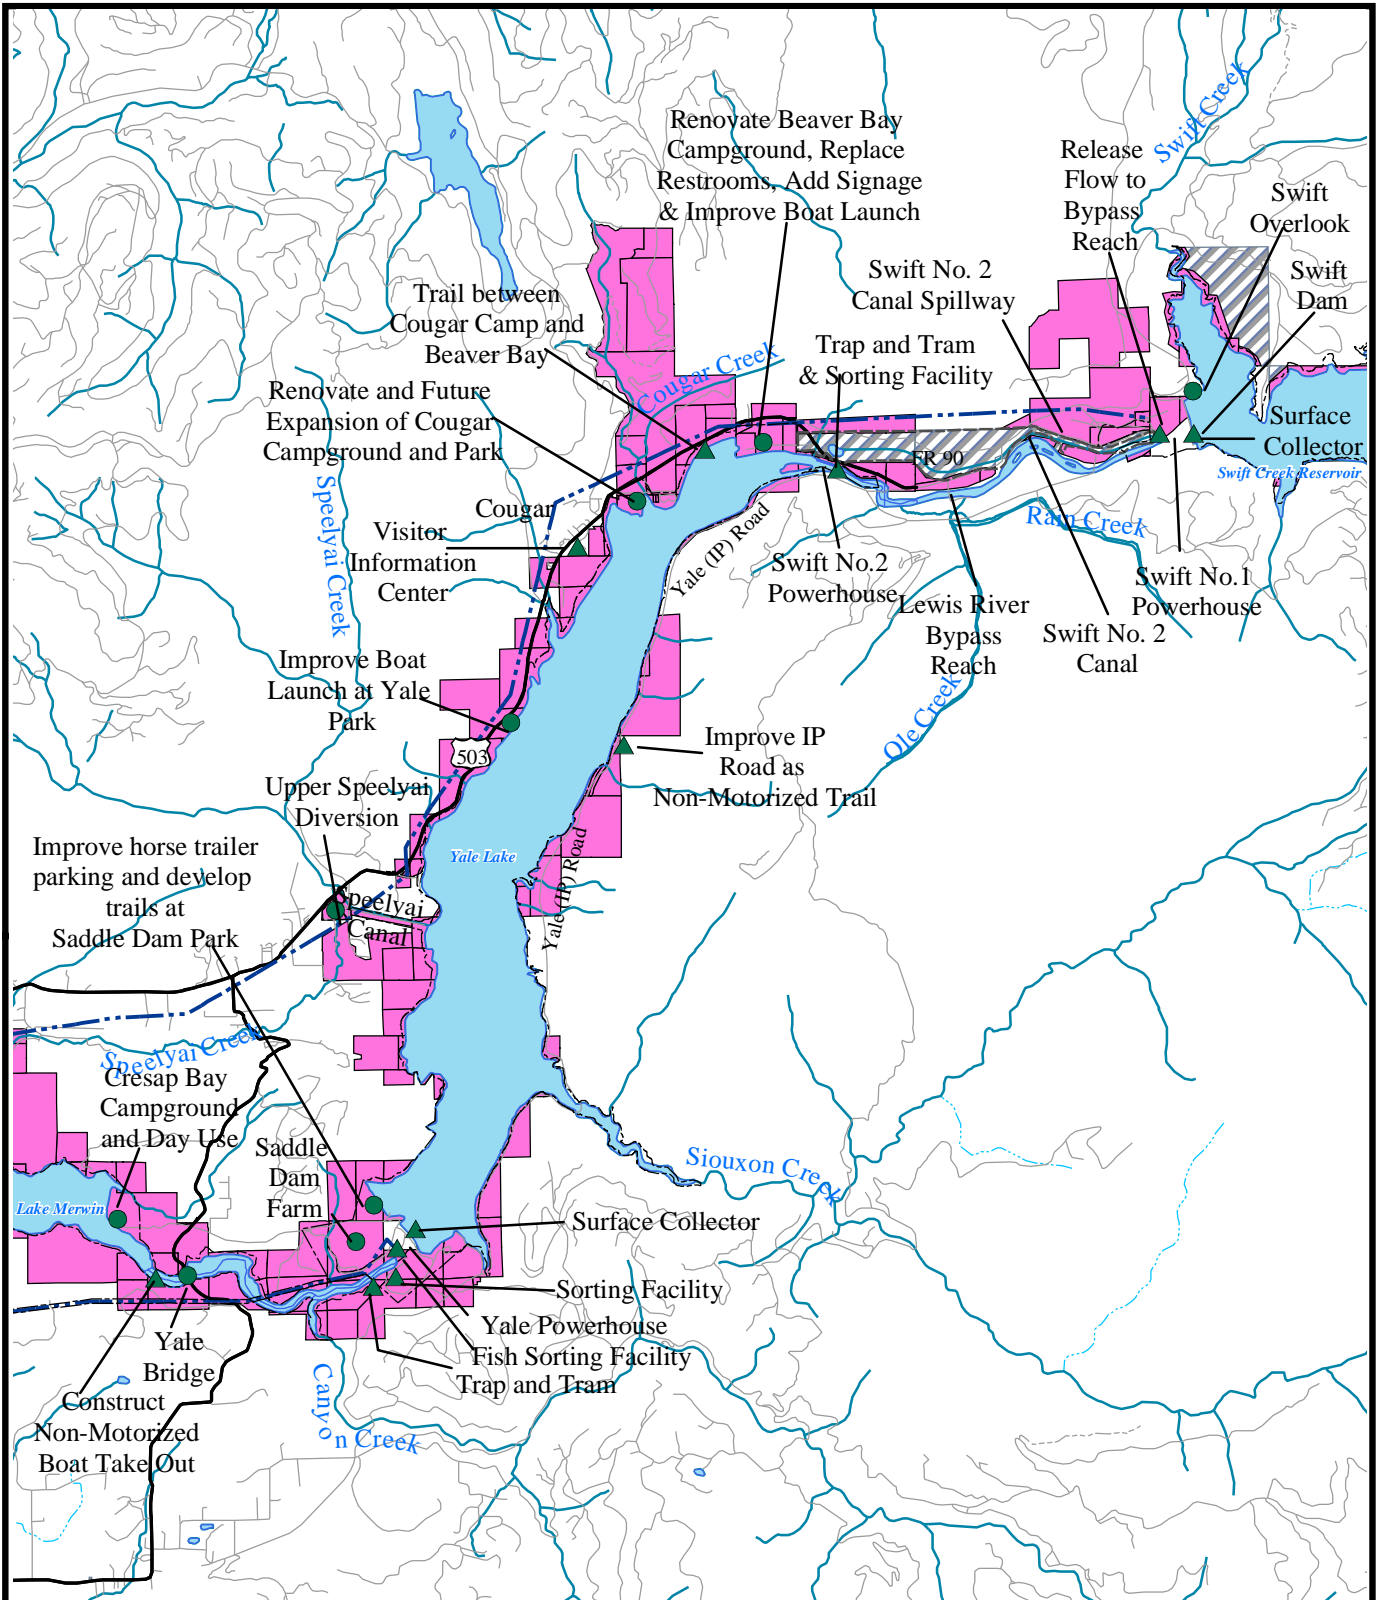 Swift Creek
Renovate Beaver Bay
Campground, Replace
Restrooms, Add Signage
& Improve Boat Launch
Release
Flow to
Bypass
Reach
Swift
Overlook
Swift No. 2
Canal Spillway
Swift
Dam
Trail between
Cougar Camp and
Beaver Bay
Trap and Tram
& Sorting Facility
Cougar Creek
Renovate and Future
Expansion of Cougar
Campground and Park
Surface
Collector
FR 90
Swift Creek Reservoir
Speelyai Creek
Cougar
Visitor
Information
Center
Yale (IP) Road
Rain Creek
Swift No.2
Powerhouse
Swift No.1
Powerhouse
Lewis River
Bypass
Reach
Swift No. 2
Canal
Improve Boat
Launch at Yale
Park
Ole Creek
503
Improve IP
Road as
Non-Motorized Trail
Upper Speelyai
Diversion
Yale Lake
Yale (IP) Road
Improve horse trailer
parking and develop
trails at
Saddle Dam Park
Speelyai
Canal
Speelyai Creek
Cresap Bay
Campground
and Day Use
Saddle
Dam
Farm
Siouxon Creek
Lake Merwin
Surface Collector
Sorting Facility
Yale Powerhouse
Fish Sorting Facility
Trap and Tram
Yale
Bridge
Construct
Non-Motorized
Boat Take Out
Canyon Creek